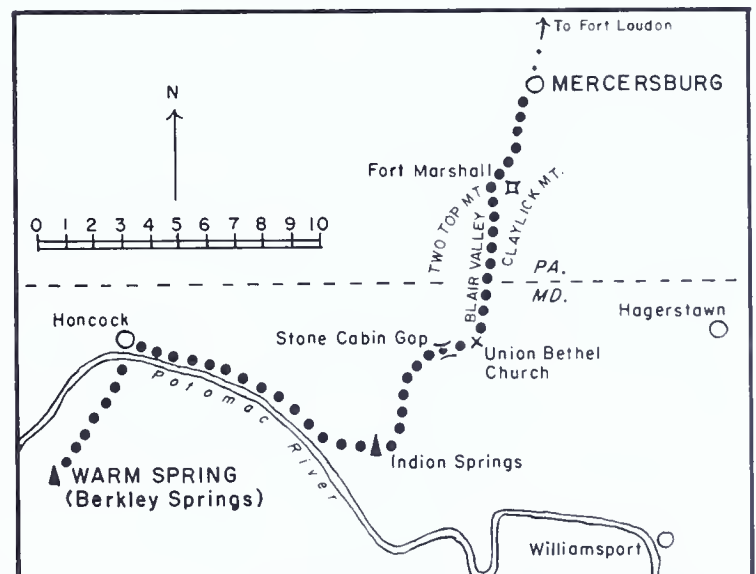 To Fort Loudon
MERCERSBURG
N
Fort Marshall
TWO TOP MT.
BLAIR VALLEY
CLAYLICK MT.
0 1 2 3 4 5 6 7 8 9 10
PA.
MD.
Honcock
Hagerstawn
Stone Cabin Gop
Union Bethel
Church
Potomac River
Indion Springs
WARM SPRING
(Berkley Springs)
Williamsport